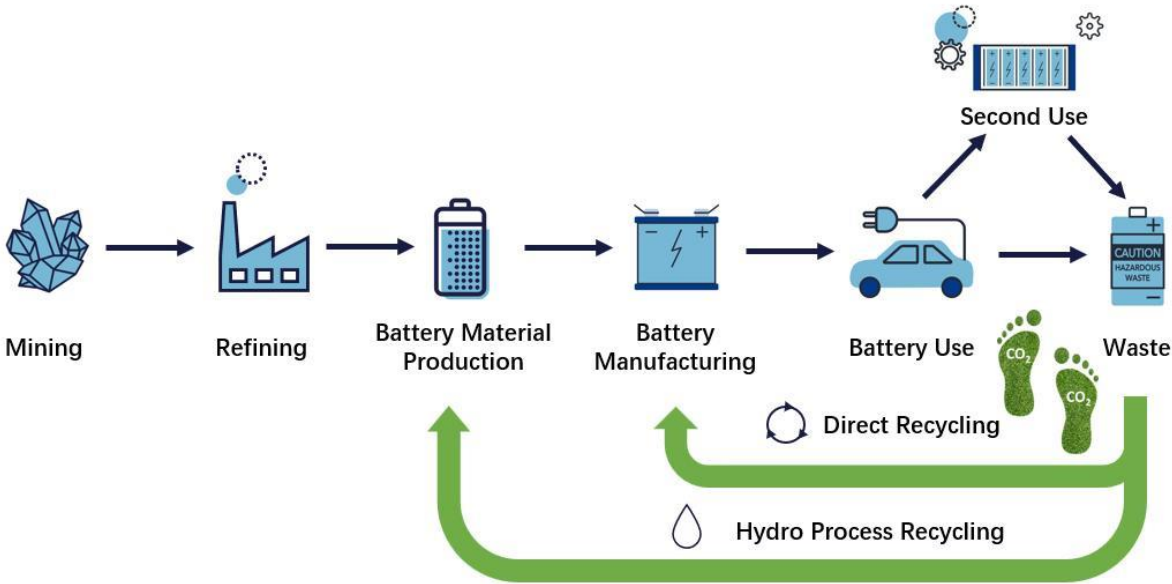 Second Use
CAUTION
HAZARDOUS
WASTE
Mining
Refining
Battery Material
Production
Battery
Manufacturing
Battery Use
Waste
CO₂
CO₂
Direct Recycling
Hydro Process Recycling